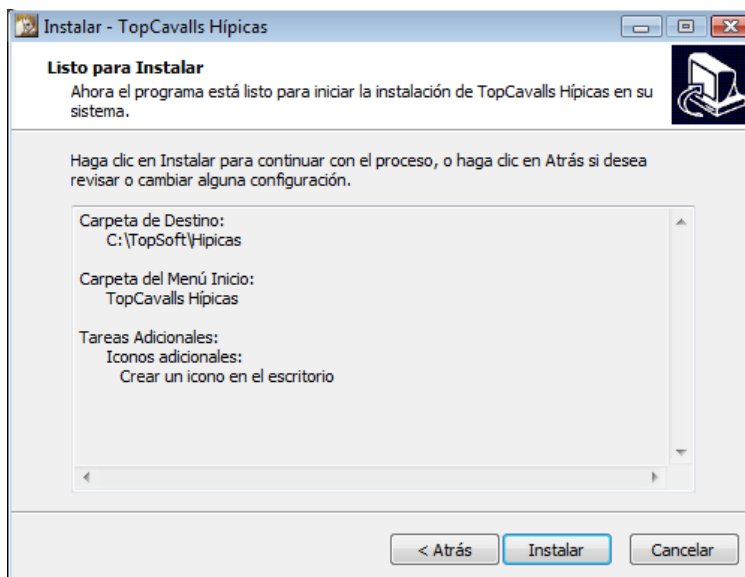 Instalar - TopCavalls Hípicas
Listo para Instalar
Ahora el programa está listo para iniciar la instalación de TopCavalls Hípicas en su
sistema.
Haga clic en Instalar para continuar con el proceso, o haga clic en Atrás si desea
revisar o cambiar alguna configuración.
Carpeta de Destino:
C:\TopSoft\Hipicas
Carpeta del Menú Inicio:
TopCavalls Hípicas
Tareas Adicionales:
Iconos adicionales:
Crear un icono en el escritorio
< Atrás
Instalar
Cancelar